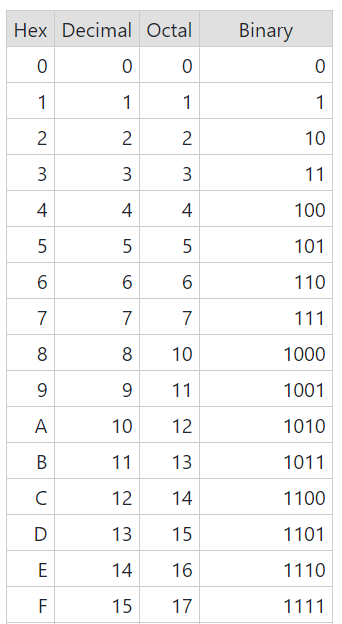 Hex Decimal Octal Binary
0 0 0 0
1 1 1 1
2 2 2 10
3 3 3 11
4 4 4 100
5 5 5 101
6 6 6 110
7 7 7 111
8 8 10 1000
9 9 11 1001
A 10 12 1010
B 11 13 1011
C 12 14 1100
D 13 15 1101
E 14 16 1110
F 15 17 1111